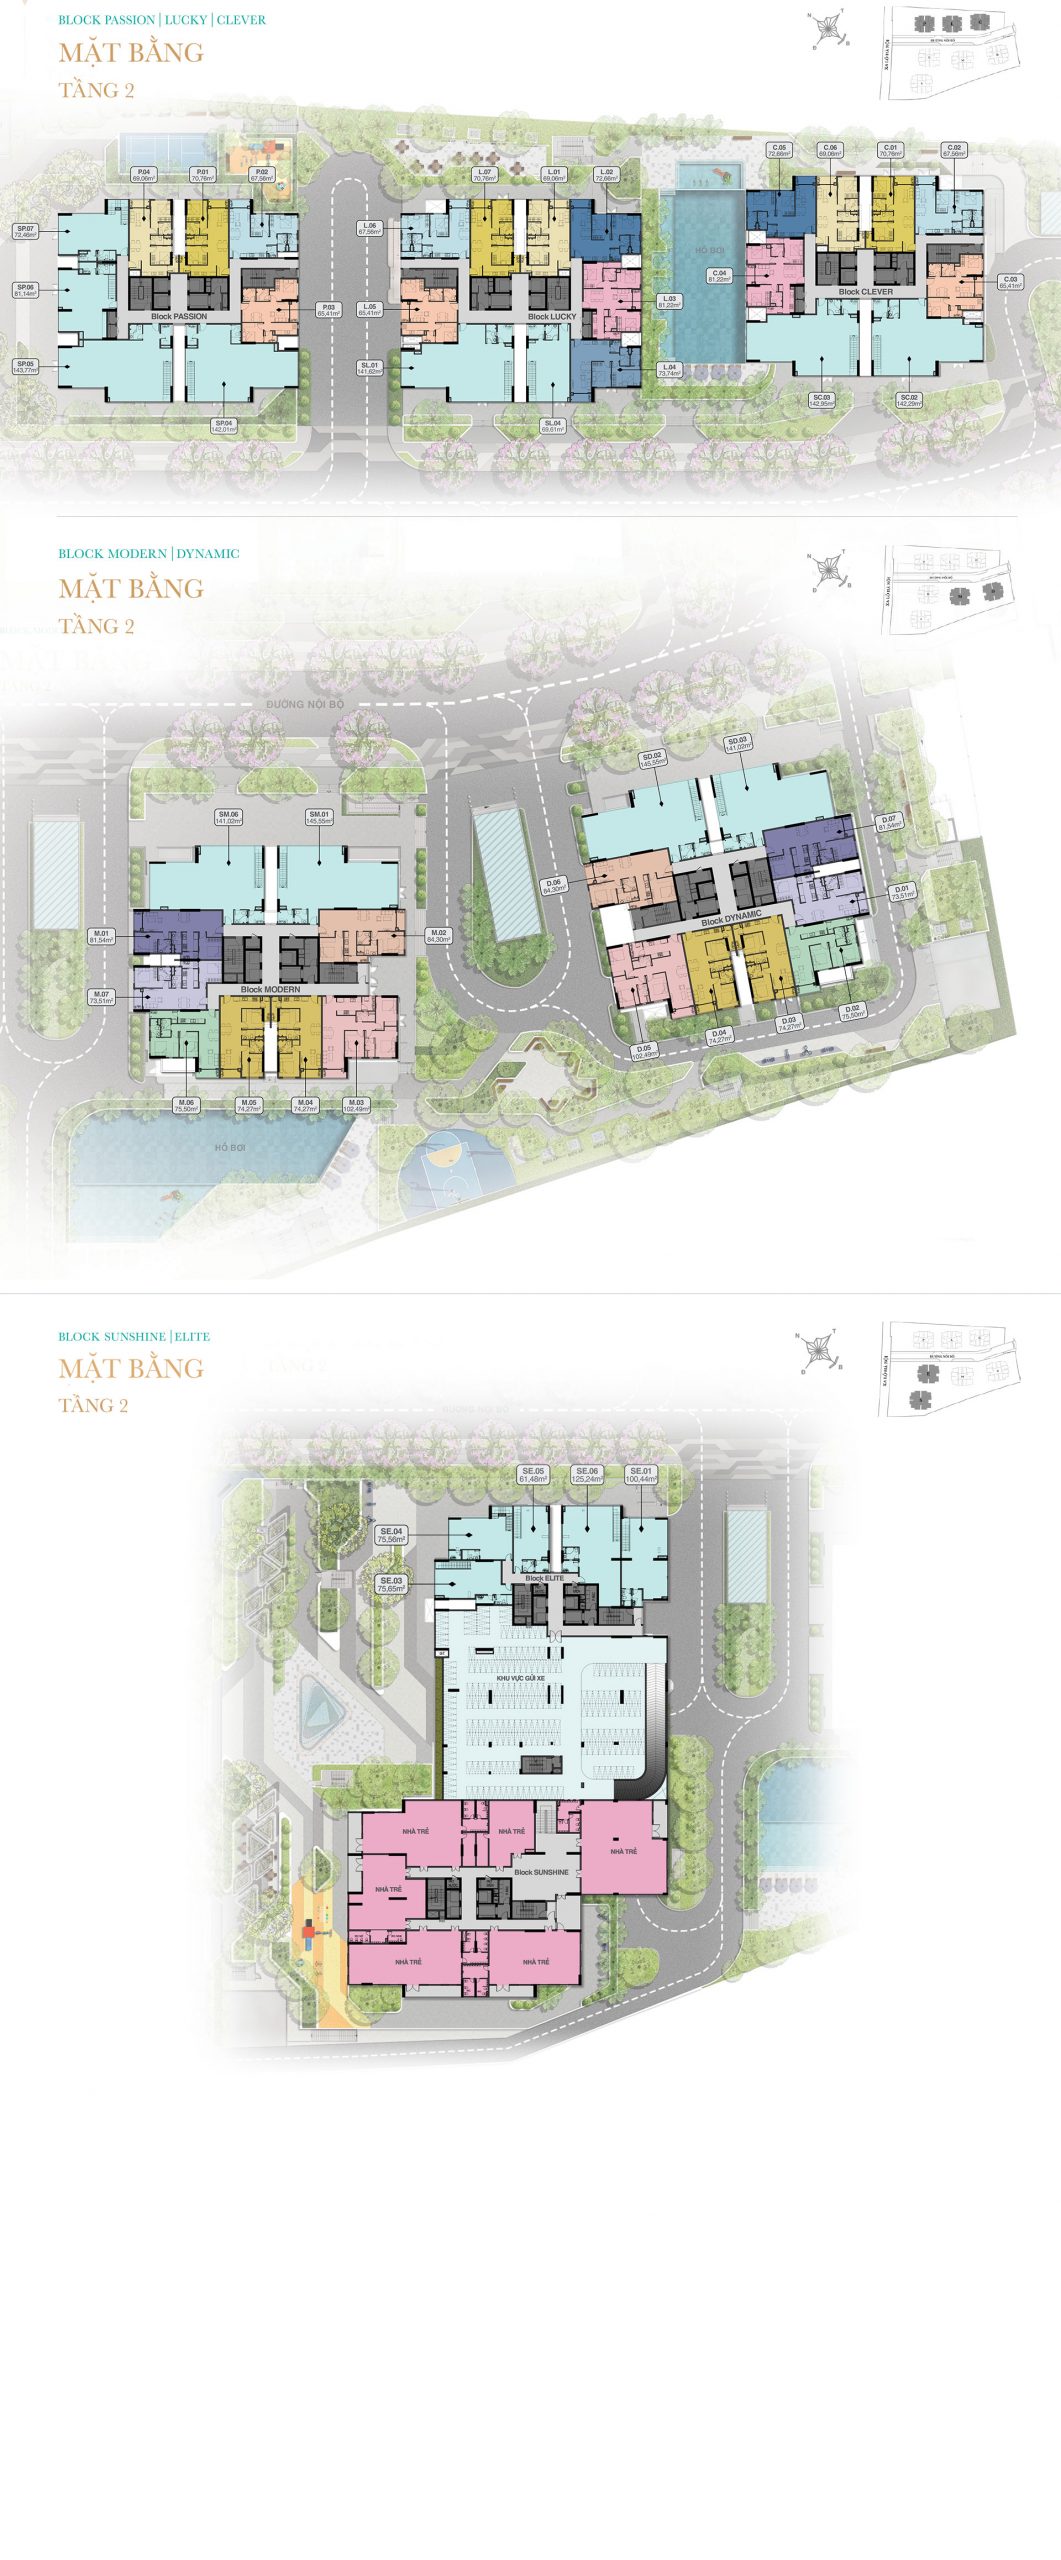 BLOCK PASSION | LUCKY | CLEVER
MẶT BẰNG
TẦNG 2
C.05
72,66m²
C.06
69,06m²
C.01
70,76m²
C.02
67,56m²
P.04
69,06m²
P.01
70,76m²
P.02
67,56m²
L.07
70,76m²
L.01
69,06m²
L.02
72,66m²
SP.07
72,46m²
L.06
67,56m²
HỒ BƠI
SP.06
81,14m²
C.04
81,22m²
C.03
65,41m²
Block CLEVER
P.03
65,41m²
L.05
65,41m²
L.03
81,22m²
Block PASSION
Block LUCKY
SP.05
143,77m²
SL.01
141,62m²
L.04
73,74m²
SC.03
142,95m²
SC.02
142,29m²
SP.04
142,01m²
SL.04
69,61m²
BLOCK MODERN | DYNAMIC
MẶT BẰNG
TẦNG 2
ĐƯỜNG NỘI BỘ
SD.02
145,55m²
SD.03
141,02m²
SM.06
141,02m²
SM.01
145,55m²
D.07
81,54m²
D.06
84,30m²
D.01
73,51m²
Block DYNAMIC
M.01
81,54m²
M.02
84,30m²
Block MODERN
M.07
73,51m²
D.02
75,50m²
D.03
74,27m²
D.04
74,27m²
D.05
102,49m²
M.06
75,50m²
M.05
74,27m²
M.04
74,27m²
M.03
102,49m²
HỒ BƠI
BLOCK SUNSHINE | ELITE
MẶT BẰNG
TẦNG 2
SE.05
61,48m²
SE.06
125,24m²
SE.01
100,44m²
SE.04
75,56m²
SE.03
75,65m²
Block ELITE
KHU VỰC GỬI XE
NHÀ TRẺ
NHÀ TRẺ
NHÀ TRẺ
Block SUNSHINE
NHÀ TRẺ
NHÀ TRẺ
NHÀ TRẺ